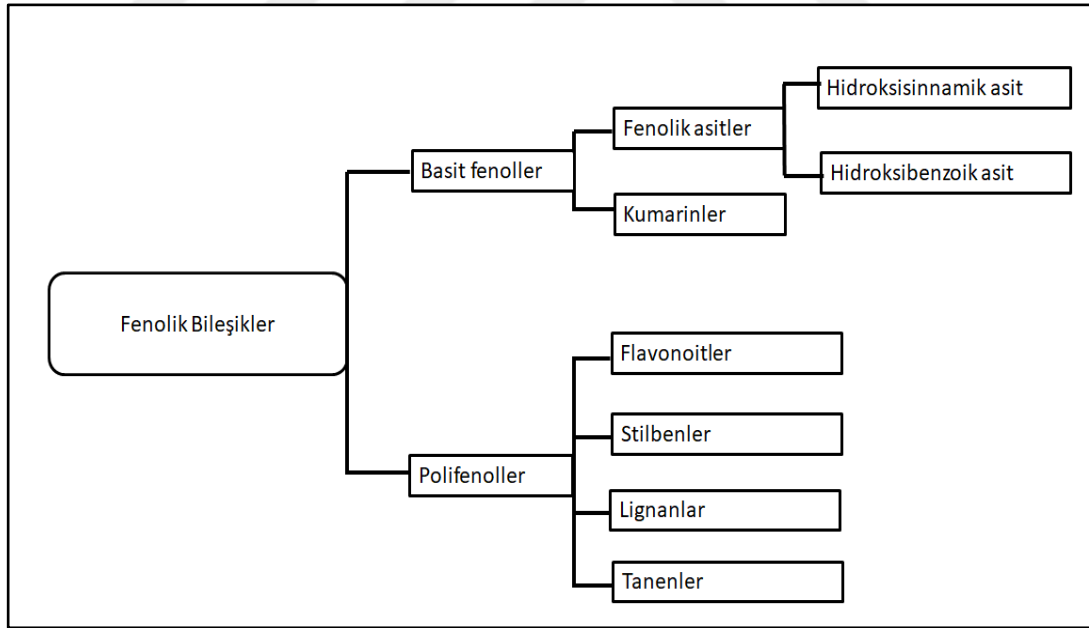 Fenolik Bileşikler
Basit fenoller
Fenolik asitler
Hidroksisinnamik asit
Hidroksibenzoik asit
Kumarinler
Polifenoller
Flavonoitler
Stilbenler
Lignanlar
Tanenler